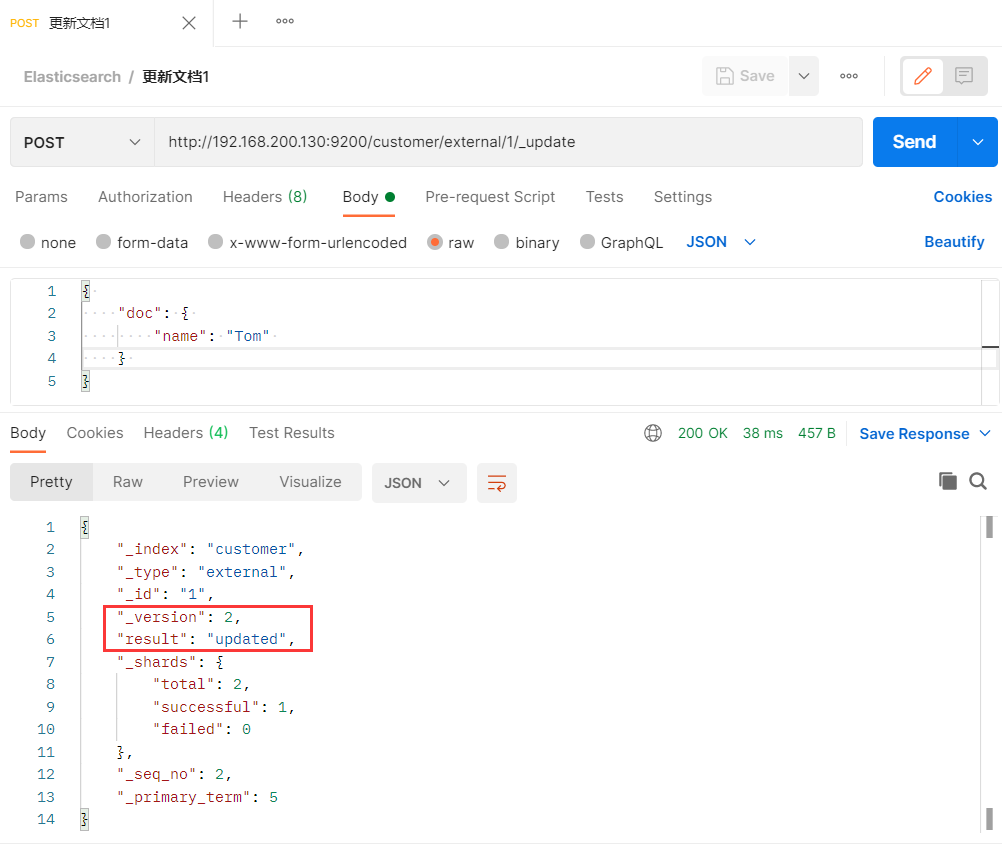 POST 更新文档1
Elasticsearch / 更新文档1
Save
POST
http://192.168.200.130:9200/customer/external/1/_update
Send
Params Authorization Headers (8) Body Pre-request Script Tests Settings Cookies
none form-data x-www-form-urlencoded raw binary GraphQL JSON Beautify
1 {
2 "doc": {
3 "name": "Tom"
4 }
5 }
Body Cookies Headers (4) Test Results 200 OK 38 ms 457 B Save Response
Pretty Raw Preview Visualize JSON
1 {
2 "_index": "customer",
3 "_type": "external",
4 "_id": "1",
5 "_version": 2,
6 "result": "updated",
7 "_shards": {
8 "total": 2,
9 "successful": 1,
10 "failed": 0
11 },
12 "_seq_no": 2,
13 "_primary_term": 5
14 }